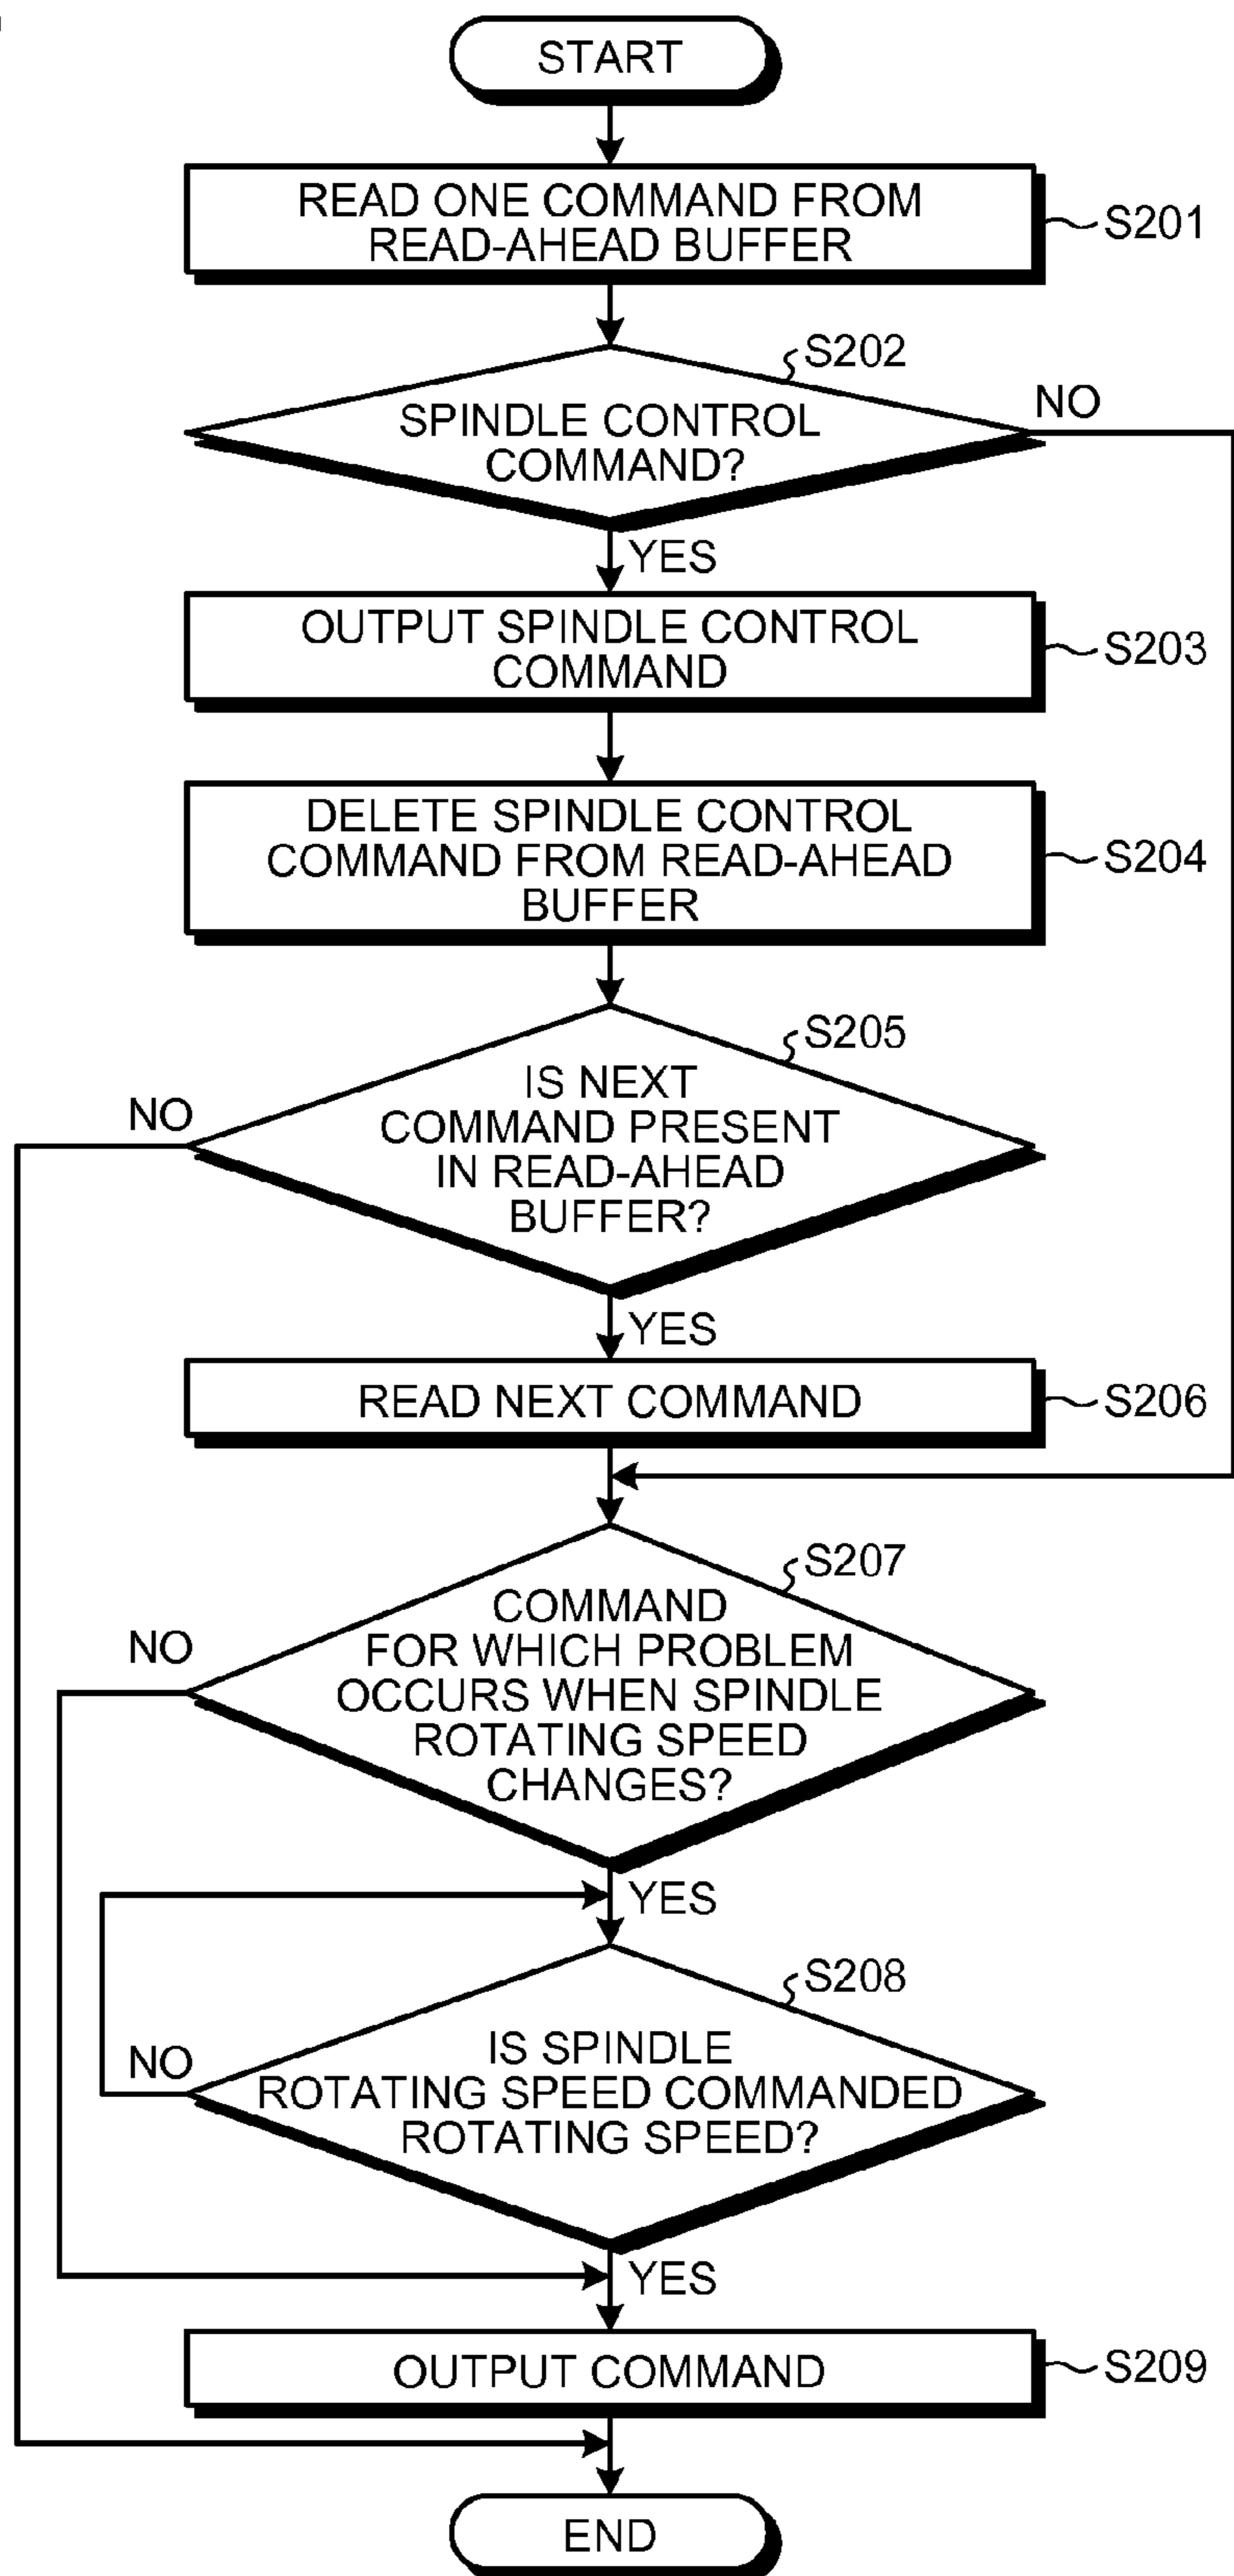 START
READ ONE COMMAND FROM
READ-AHEAD BUFFER
S201
S202
SPINDLE CONTROL
COMMAND?
NO
YES
OUTPUT SPINDLE CONTROL
COMMAND
S203
DELETE SPINDLE CONTROL
COMMAND FROM READ-AHEAD
BUFFER
S204
S205
IS NEXT
COMMAND PRESENT
IN READ-AHEAD
BUFFER?
NO
YES
READ NEXT COMMAND
S206
S207
COMMAND
FOR WHICH PROBLEM
OCCURS WHEN SPINDLE
ROTATING SPEED
CHANGES?
NO
YES
S208
IS SPINDLE
ROTATING SPEED COMMANDED
ROTATING SPEED?
NO
YES
OUTPUT COMMAND
S209
END